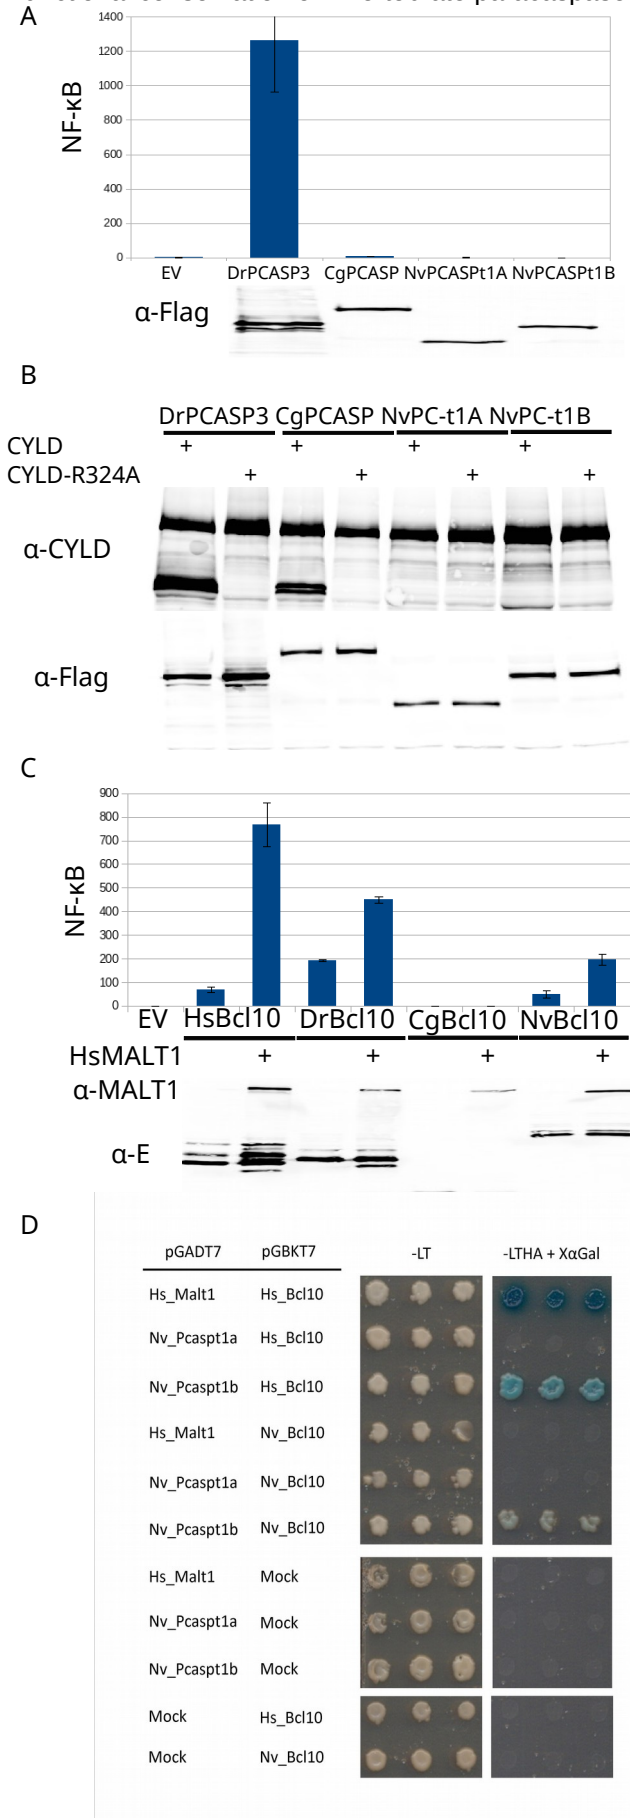 A
1400
1200
1000
800
600
400
200
0
NF-κB
EV DrPCASP3 CgPCASP NvPCASPt1A NvPCASPt1B
α-Flag
B
DrPCASP3 CgPCASP NvPC-t1A NvPC-t1B
CYLD + + + +
CYLD-R324A + + + +
α-CYLD
α-Flag
C
900
800
700
600
500
400
300
200
100
0
NF-κB
EV HsBcl10 DrBcl10 CgBcl10 NvBcl10
HsMALT1 + + + +
α-MALT1
α-E
D
pGADT7 pGBKT7 -LT -LTHA + XαGal
Hs_Malt1 Hs_Bcl10
Nv_Pcaspt1a Hs_Bcl10
Nv_Pcaspt1b Hs_Bcl10
Hs_Malt1 Nv_Bcl10
Nv_Pcaspt1a Nv_Bcl10
Nv_Pcaspt1b Nv_Bcl10
Hs_Malt1 Mock
Nv_Pcaspt1a Mock
Nv_Pcaspt1b Mock
Mock Hs_Bcl10
Mock Nv_Bcl10